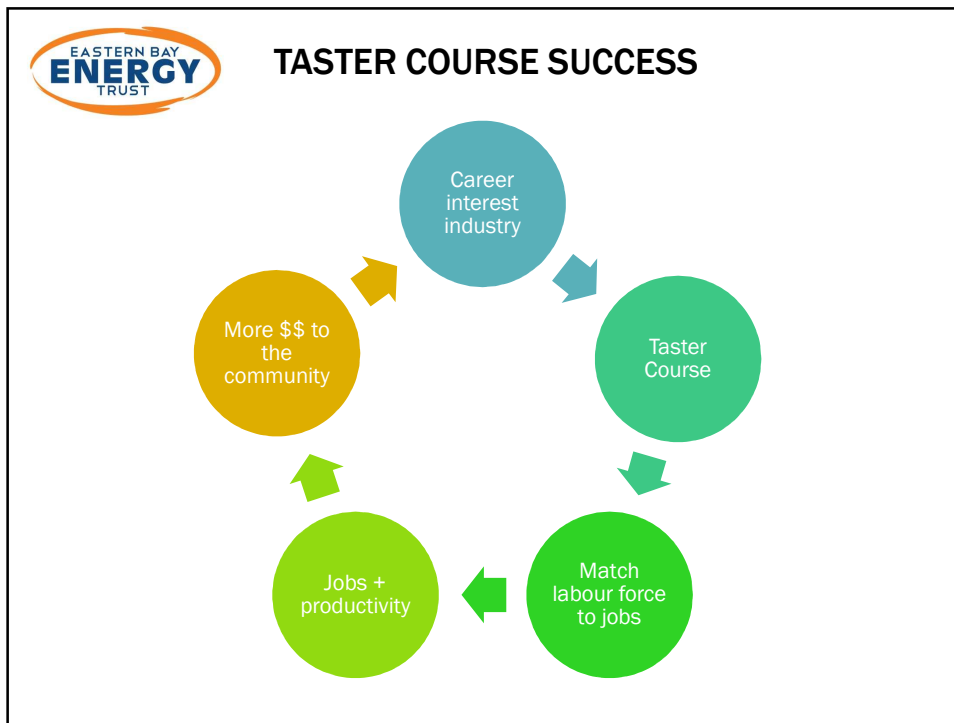 EASTERN BAY
ENERGY
TRUST
TASTER COURSE SUCCESS
Career
interest
industry
Taster
Course
Match
labour force
to jobs
Jobs +
productivity
More $$ to
the
community